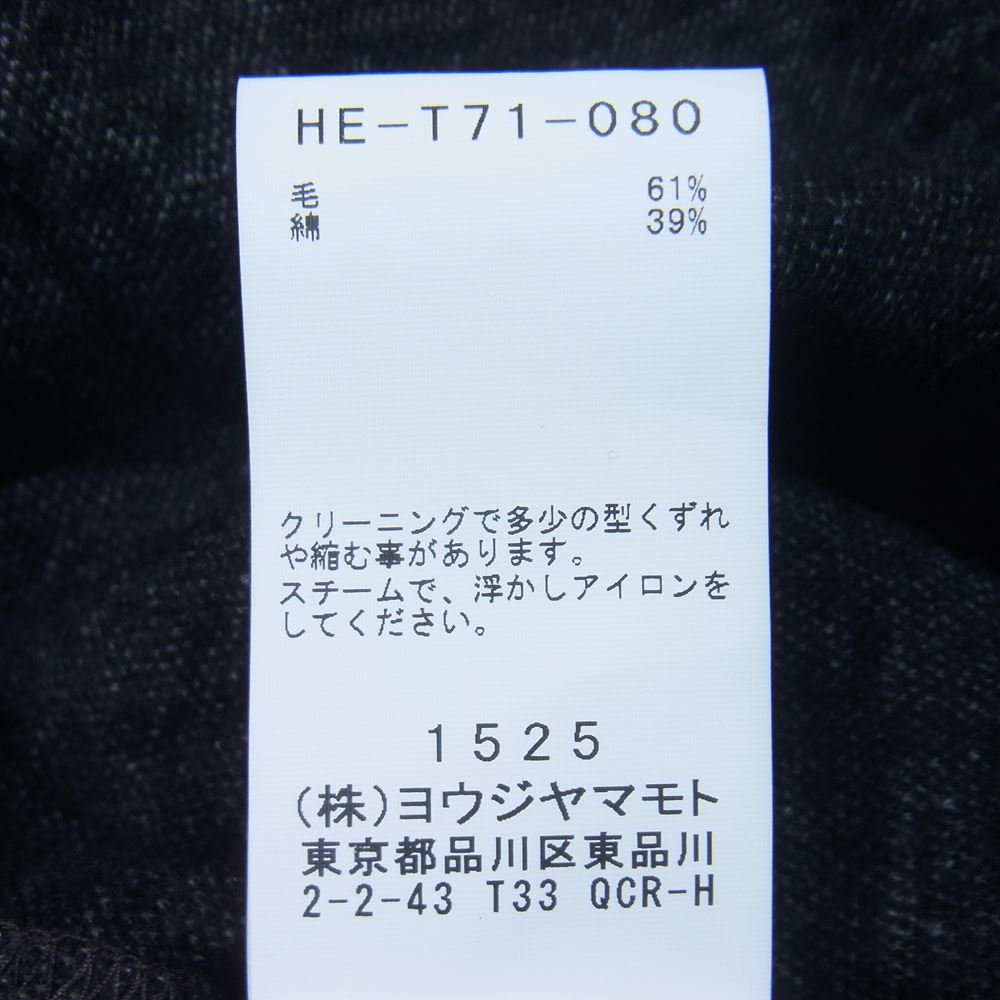 HE-T71-080
毛 61%
綿 39%
クリーニングで多少の型くずれ
や縮む事があります。
スチームで、浮かしアイロンを
してください。
1525
(株)ヨウジヤマモト
東京都品川区東品川
2-2-43 T33 QCR-H